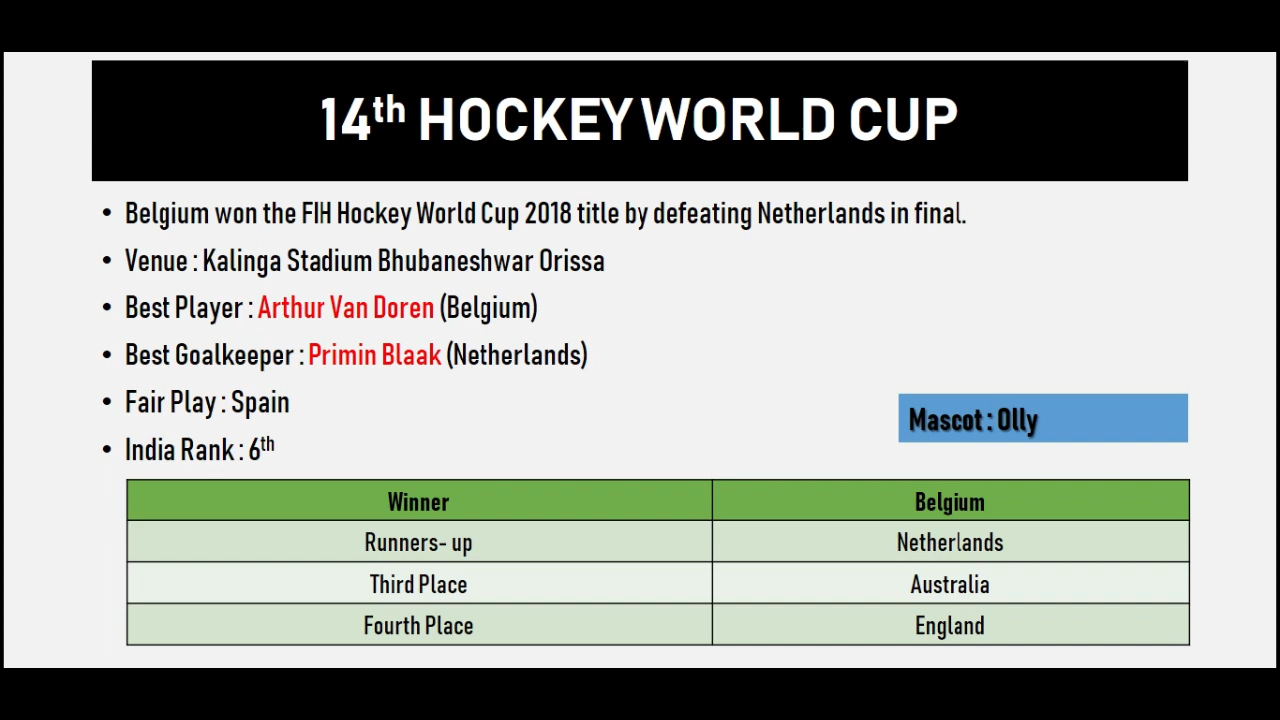 14th HOCKEY WORLD CUP
• Belgium won the FIH Hockey World Cup 2018 title by defeating Netherlands in final.
• Venue : Kalinga Stadium Bhubaneshwar Orissa
• Best Player : Arthur Van Doren (Belgium)
• Best Goalkeeper : Primin Blaak (Netherlands)
• Fair Play : Spain
Mascot : Olly
• India Rank : 6th
Winner Belgium
Runners- up Netherlands
Third Place Australia
Fourth Place England